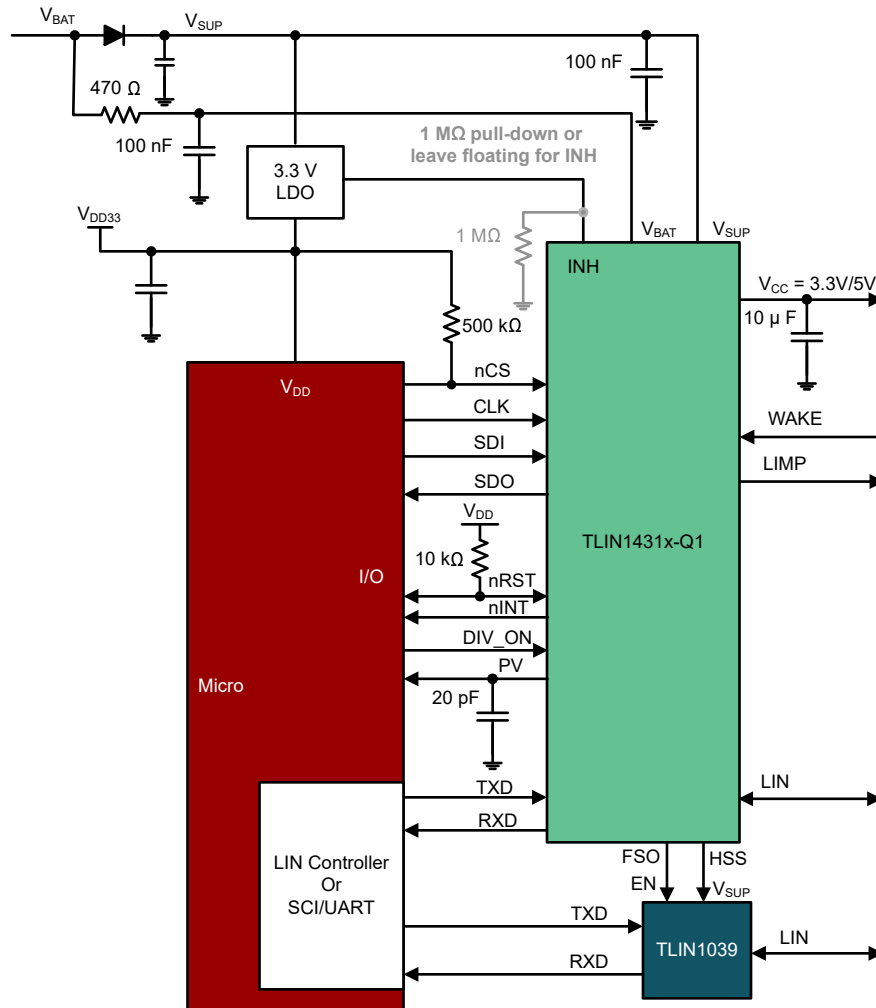 VBAT
VSUP
100 nF
470 Ω
100 nF
1 MΩ pull-down or
leave floating for INH
3.3 V
LDO
VDD33
1 MΩ
VBAT
VSUP
INH
VCC = 3.3V/5V
10 µ F
500 kΩ
VDD
nCS
CLK
WAKE
SDI
LIMP
SDO
VDD
TLIN1431x-Q1
10 kΩ
I/O
nRST
nINT
DIV_ON
PV
Micro
20 pF
TXD
LIN
RXD
FSO
HSS
LIN Controller
Or
SCI/UART
EN
VSUP
TXD
TLIN1039
LIN
RXD